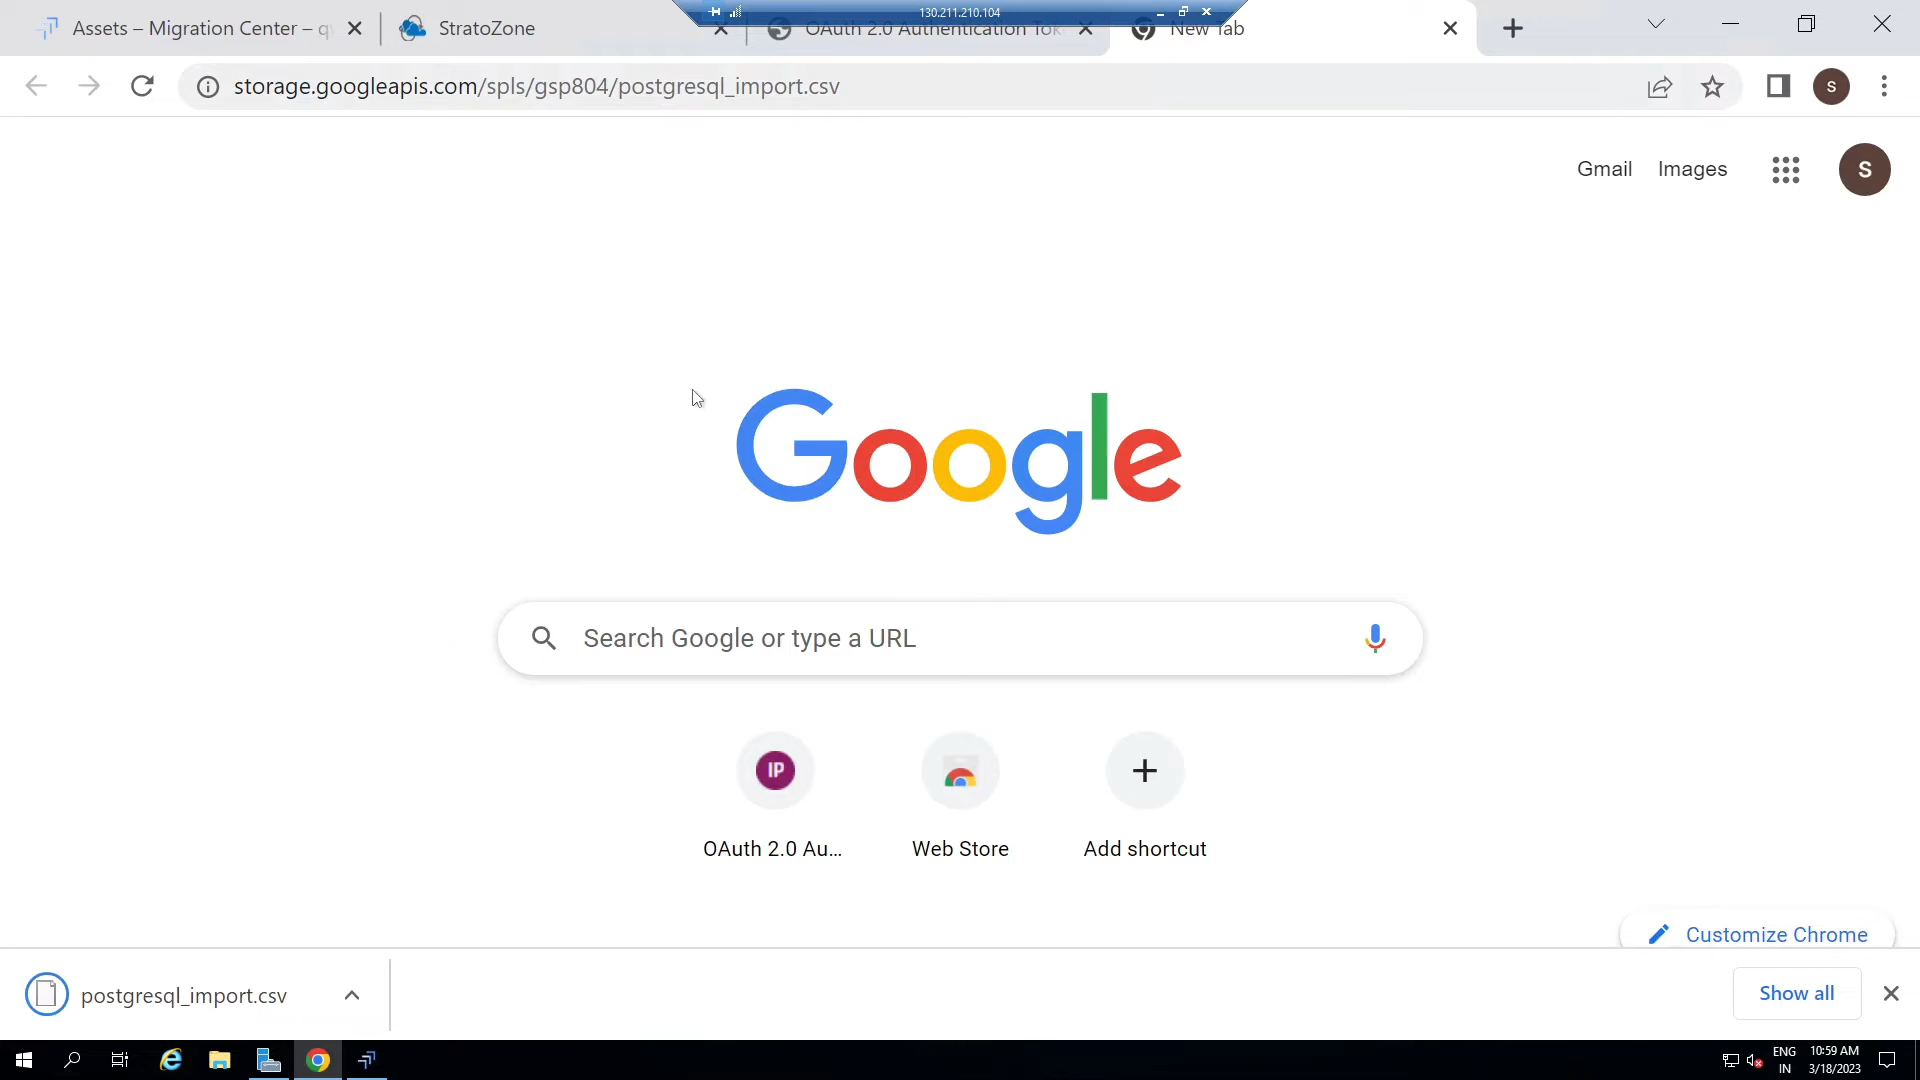 130.211.210.104
Assets – Migration Center – q
StratoZone
OAuth 2.0 Authentication Tok
New Tab
storage.googleapis.com/spls/gsp804/postgresql_import.csv
S
Gmail
Images
S
Google
Search Google or type a URL
IP
OAuth 2.0 Au...
Web Store
Add shortcut
Customize Chrome
postgresql_import.csv
Show all
ENG
IN
10:59 AM
3/18/2023